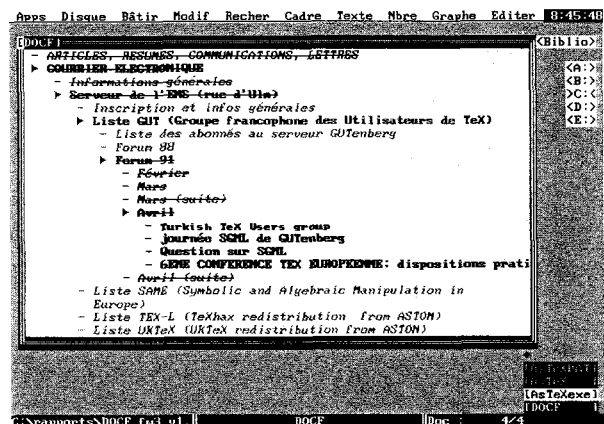 Apps Disque Bâtir Modif Recher Cadre Texte Nbre Graphe Editer 8:45:48
[DOCF]
<Biblio>
- ARTICLES, RESUMES, COMMUNICATIONS, LETTRES
► COURRIER ELECTRONIQUE
<A:>
- Informations générales
<B:>
► Serveur de l'ENS (rue d'Ulm)
>C:<
- Inscription et infos générales
<D:>
► Liste GUT (Groupe francophone des Utilisateurs de TeX)
<E:>
- Liste des abonnés au serveur GUTenberg
- Forum 88
► Forum 91
- Février
- Mars
- Mars (suite)
► Avril
- Turkish TeX Users group
- journée SGML de GUTenberg
- Question sur SGML
- 6EME CONFERENCE TEX EUROPEENNE: dispositions prati
- Avril (suite)
- Liste SAME (Symbolic and Algebraic Manipulation in
Europe)
- Liste TEX-L (TeXhax redistribution from ASTON)
- Liste UKTeX (UKTeX redistribution from ASTON)
[AsTeXexe]
[DOCF]
C:\rapports\DOCF.fw3 v1. DOCF Doc : 4/4